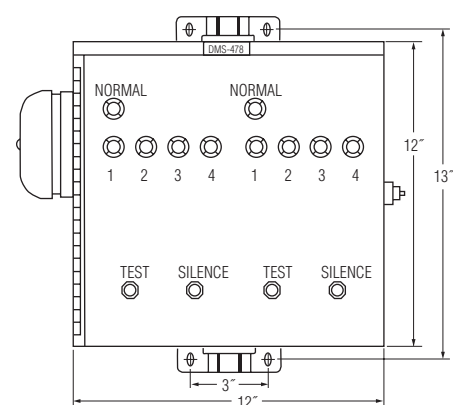 DMS-478
NORMAL NORMAL
1 2 3 4 1 2 3 4
12″
13″
TEST SILENCE TEST SILENCE
3″
12″